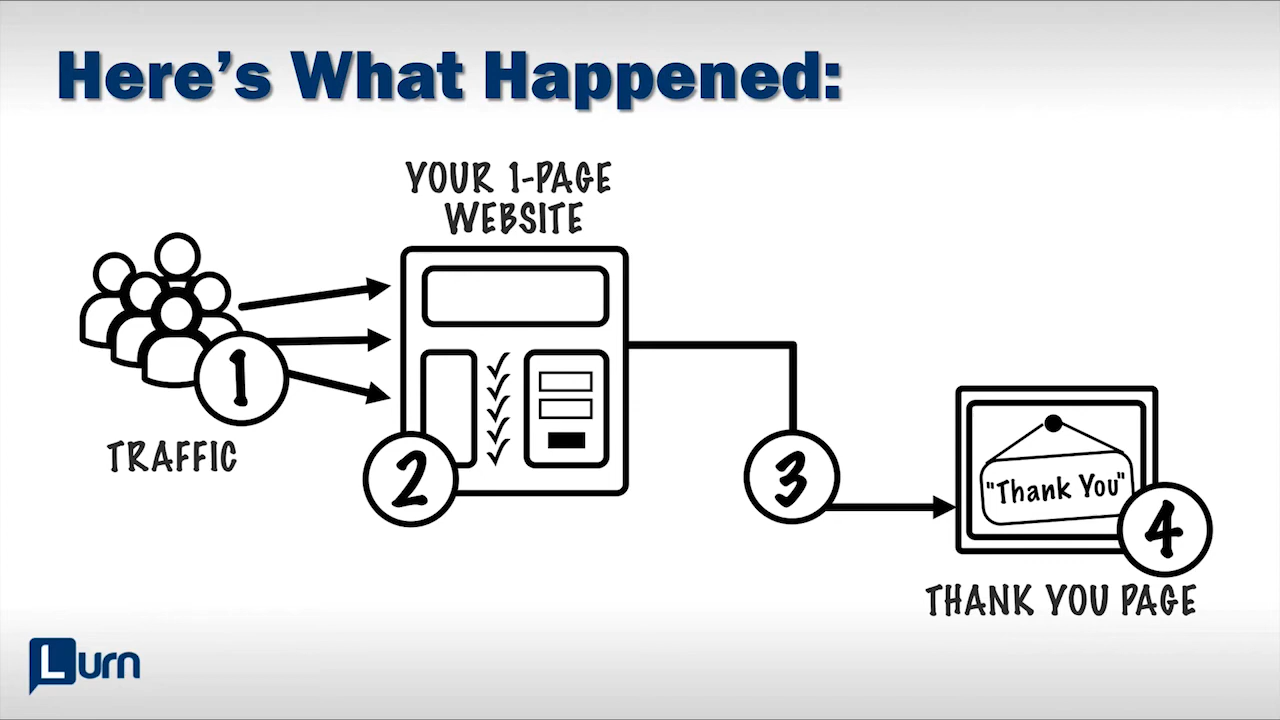 Here's What Happened:
YOUR 1-PAGE
WEBSITE
1
TRAFFIC
2
3
"Thank You"
4
THANK YOU PAGE
Lurn